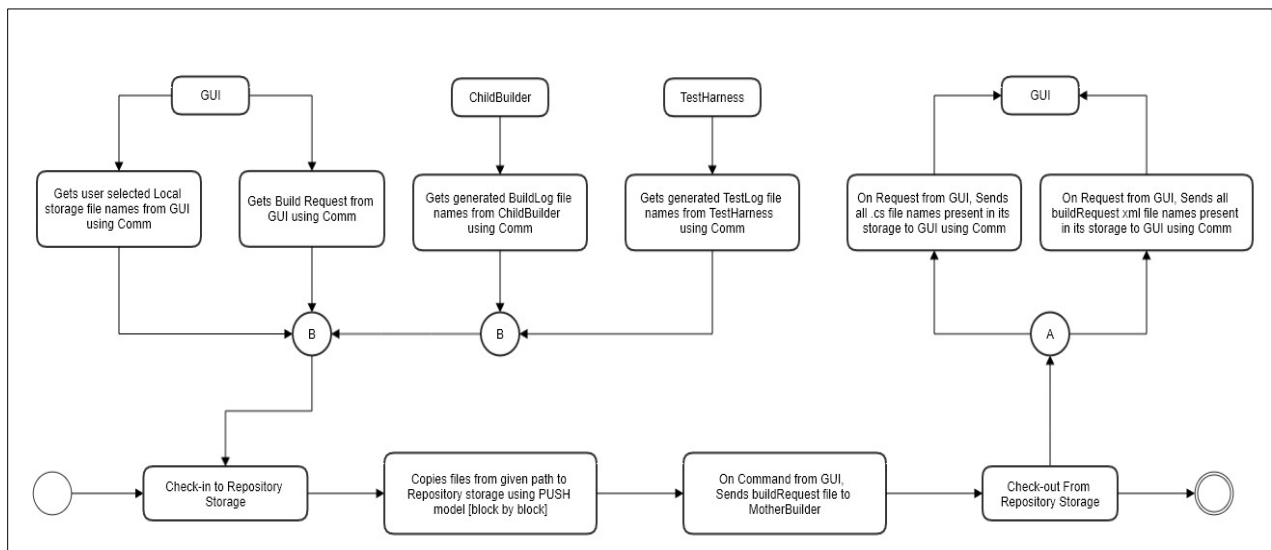 GUI
ChildBuilder
TestHarness
GUI
Gets user selected Local
storage file names from GUI
using Comm
Gets Build Request from
GUI using Comm
Gets generated BuildLog file
names from ChildBuilder
using Comm
Gets generated TestLog file
names from TestHarness
using Comm
On Request from GUI, Sends
all .cs file names present in its
storage to GUI using Comm
On Request from GUI, Sends all
buildRequest xml file names present
in its storage to GUI using Comm
B
B
A
Check-in to Repository
Storage
Copies files from given path to
Repository storage using PUSH
model [block by block]
On Command from GUI,
Sends buildRequest file to
MotherBuilder
Check-out From
Repository Storage